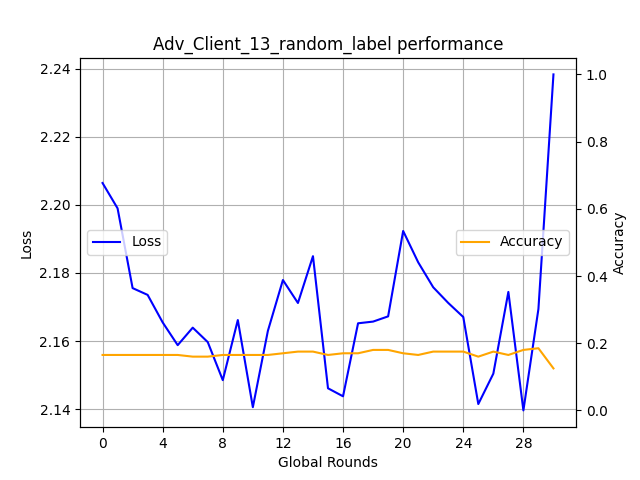 Adv_Client_13_random_label performance
2.24
2.22
2.20
2.18
2.16
2.14
Loss
Loss
Accuracy
1.0
0.8
0.6
0.4
0.2
0.0
Accuracy
0 4 8 12 16 20 24 28
Global Rounds